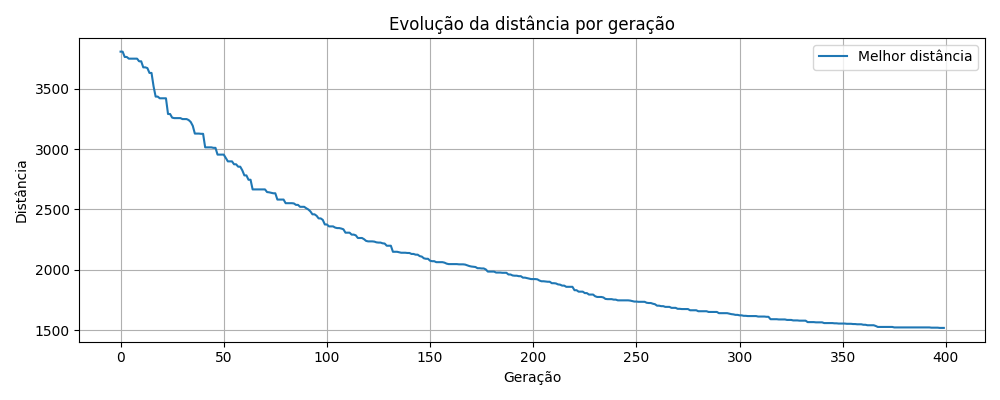 Evolução da distância por geração
Melhor distância
Distância
3500
3000
2500
2000
1500
0 50 100 150 200 250 300 350 400
Geração